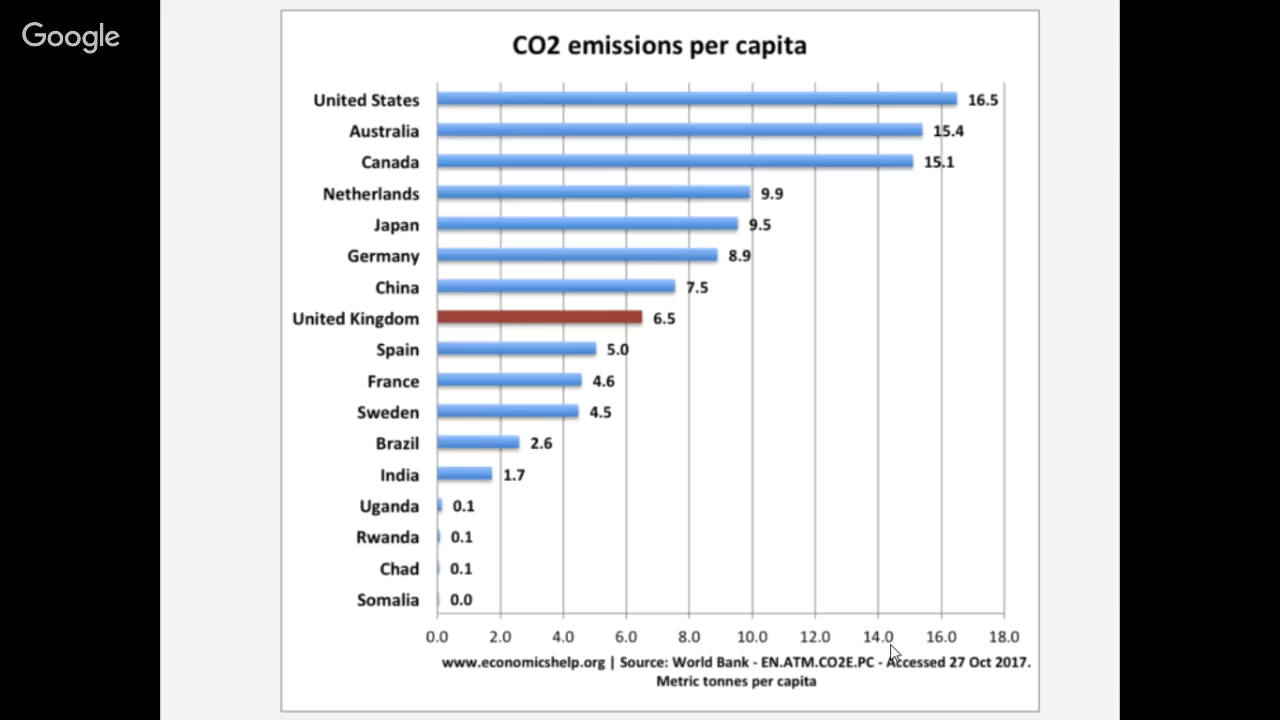 Google
CO2 emissions per capita
United States 16.5
Australia 15.4
Canada 15.1
Netherlands 9.9
Japan 9.5
Germany 8.9
China 7.5
United Kingdom 6.5
Spain 5.0
France 4.6
Sweden 4.5
Brazil 2.6
India 1.7
Uganda 0.1
Rwanda 0.1
Chad 0.1
Somalia 0.0
0.0 2.0 4.0 6.0 8.0 10.0 12.0 14.0 16.0 18.0
www.economicshelp.org | Source: World Bank - EN.ATM.CO2E.PC - Accessed 27 Oct 2017.
Metric tonnes per capita